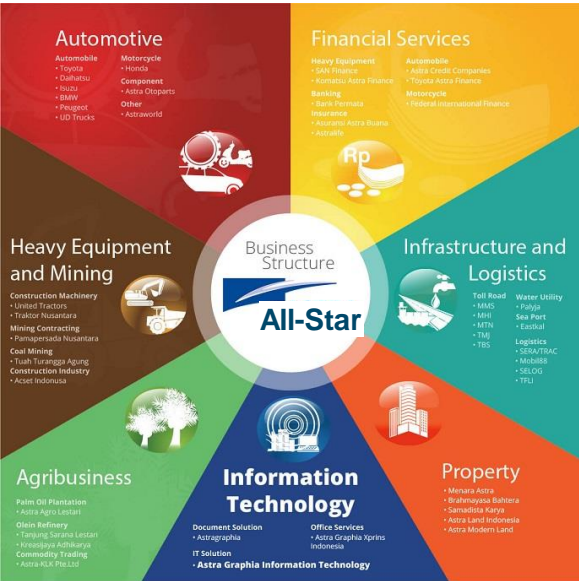 Automotive
Automobile
• Toyota
• Daihatsu
• Isuzu
• BMW
• Peugeot
• UD Trucks
Motorcycle
• Honda
Component
• Astra Otoparts
Other
• Astraworld
Financial Services
Heavy Equipment
• SAN Finance
• Komatsu Astra Finance
Banking
• Bank Permata
Insurance
• Asuransi Astra Buana
• Astralife
Automobile
• Astra Credit Companies
• Toyota Astra Finance
Motorcycle
• Federal International Finance
Rp
Heavy Equipment
and Mining
Construction Machinery
• United Tractors
• Traktor Nusantara
Mining Contracting
• Pamapersada Nusantara
Coal Mining
• Tuah Turangga Agung
Construction Industry
• Acset Indonusa
Business
Structure
All-Star
Infrastructure and
Logistics
Toll Road
• MMS
• MHI
• MTN
• TMJ
• TBS
Water Utility
• Palyja
Sea Port
• Eastkal
Logistics
• SERA/TRAC
• Mobil88
• SELOG
• TFLI
Agribusiness
Palm Oil Plantation
• Astra Agro Lestari
Olein Refinery
• Tanjung Sarana Lestari
• Kreasijaya Adhikarya
Commodity Trading
• Astra-KLK Pte.Ltd
Information
Technology
Document Solution
• Astragraphia
Office Services
• Astra Graphia Xprins
Indonesia
IT Solution
• Astra Graphia Information Technology
Property
• Menara Astra
• Brahmayasa Bahtera
• Samadista Karya
• Astra Land Indonesia
• Astra Modern Land